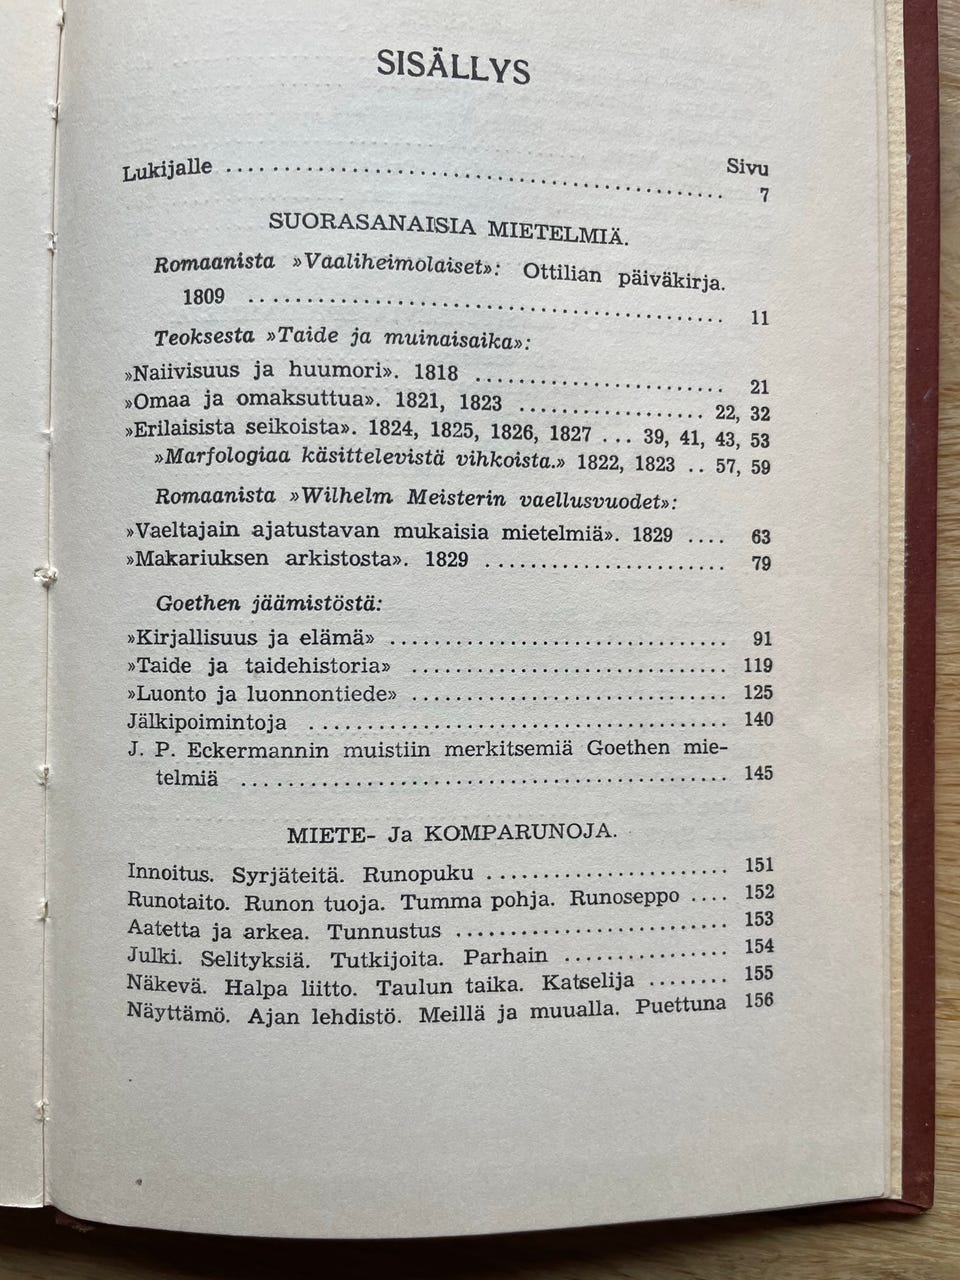 SISÄLLYS
Sivu
Lukijalle ........................................ 7
SUORASANAISIA MIETELMIÄ.
Romaanista »Vaaliheimolaiset»: Ottilian päiväkirja.
1809 ........................................ 11
Teoksesta »Taide ja muinaisaika»:
»Naiivisuus ja huumori». 1818 ...................... 21
»Omaa ja omaksuttua». 1821, 1823 .................. 22, 32
»Erilaisista seikoista». 1824, 1825, 1826, 1827 ... 39, 41, 43, 53
»Marfologiaa käsittelevistä vihkoista.» 1822, 1823 .. 57, 59
Romaanista »Wilhelm Meisterin vaellusvuodet»:
»Vaeltajain ajatustavan mukaisia mietelmiä». 1829 .... 63
»Makariuksen arkistosta». 1829 ...................... 79
Goethen jäämistöstä:
»Kirjallisuus ja elämä» ............................. 91
»Taide ja taidehistoria» ........................... 119
»Luonto ja luonnontiede» ........................... 125
Jälkipoimintoja .................................... 140
J. P. Eckermannin muistiin merkitsemiä Goethen mie-
telmiä ........................................ 145
MIETE- Ja KOMPARUNOJA.
Innoitus. Syrjäteitä. Runopuku ...................... 151
Runotaito. Runon tuoja. Tumma pohja. Runoseppo .... 152
Aatetta ja arkea. Tunnustus ......................... 153
Julki. Selityksiä. Tutkijoita. Parhain ................ 154
Näkevä. Halpa liitto. Taulun taika. Katselija ........ 155
Näyttämö. Ajan lehdistö. Meillä ja muualla. Puettuna 156